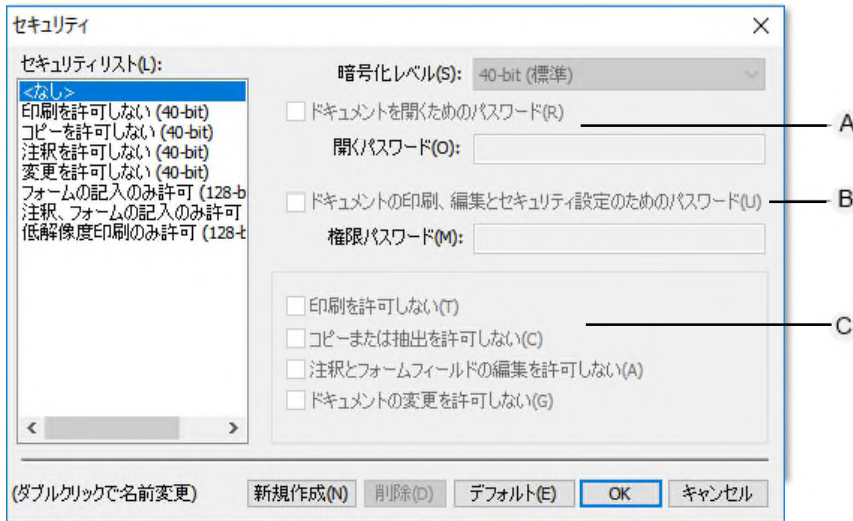 セキュリティ
セキュリティリスト(L):
<なし>
印刷を許可しない (40-bit)
コピーを許可しない (40-bit)
注釈を許可しない (40-bit)
変更を許可しない (40-bit)
フォームの記入のみ許可 (128-b
注釈、フォームの記入のみ許可
低解像度印刷のみ許可 (128-b
(ダブルクリックで名前変更)
暗号化レベル(S): 40-bit (標準)
ドキュメントを開くためのパスワード(R)
A
開くパスワード(O):
ドキュメントの印刷、編集とセキュリティ設定のためのパスワード(U)
B
権限パスワード(M):
印刷を許可しない(T)
コピーまたは抽出を許可しない(C)
C
注釈とフォームフィールドの編集を許可しない(A)
ドキュメントの変更を許可しない(G)
新規作成(N) 削除(D) デフォルト(E) OK キャンセル